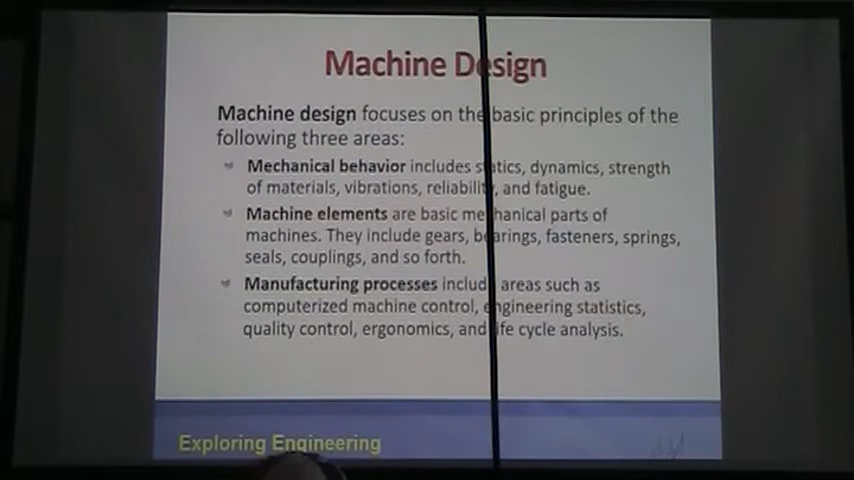 Machine Design
Machine design focuses on the basic principles of the
following three areas:
Mechanical behavior includes statics, dynamics, strength
of materials, vibrations, reliability, and fatigue.
Machine elements are basic mechanical parts of
machines. They include gears, bearings, fasteners, springs,
seals, couplings, and so forth.
Manufacturing processes include areas such as
computerized machine control, engineering statistics,
quality control, ergonomics, and life cycle analysis.
Exploring Engineering